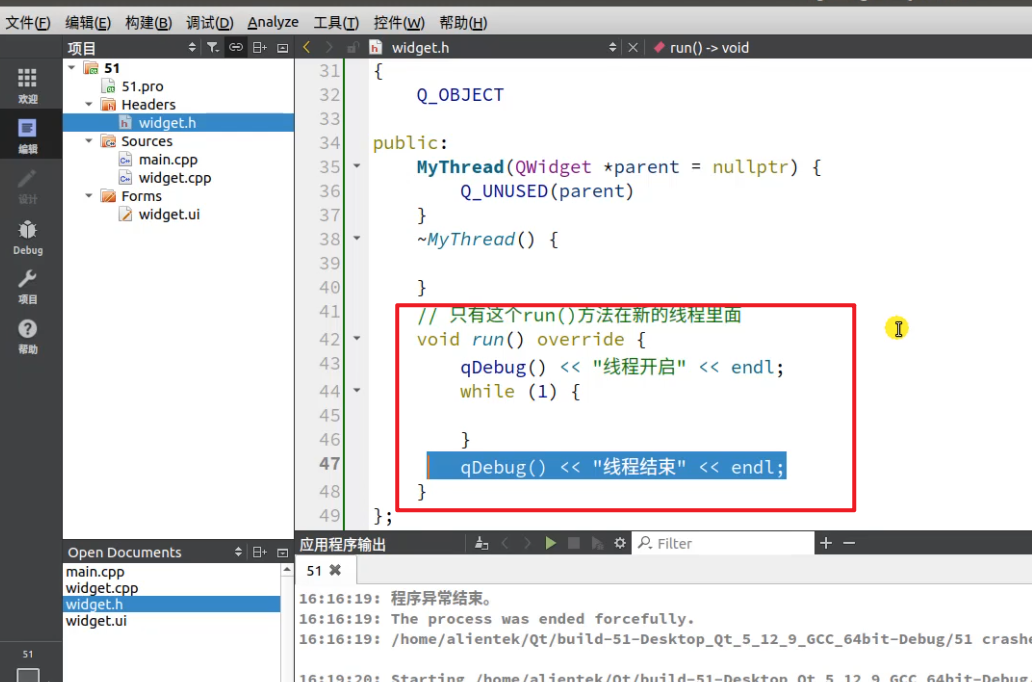 文件(F) 编辑(E) 构建(B) 调试(D) Analyze 工具(T) 控件(W) 帮助(H)
项目
widget.h
run() -> void
欢迎
编辑
设计
Debug
项目
帮助
51
51.pro
Headers
widget.h
Sources
main.cpp
widget.cpp
Forms
widget.ui
31 {
32 Q_OBJECT
33
34 public:
35 MyThread(QWidget *parent = nullptr) {
36 Q_UNUSED(parent)
37 }
38 ~MyThread() {
39
40 }
41 // 只有这个run()方法在新的线程里面
42 void run() override {
43 qDebug() << "线程开启" << endl;
44 while (1) {
45
46 }
47 qDebug() << "线程结束" << endl;
48 }
49 };
Open Documents
main.cpp
widget.cpp
widget.h
widget.ui
51
应用程序输出
Filter
51
16:16:19: 程序异常结束。
16:16:19: The process was ended forcefully.
16:16:19: /home/alientek/Qt/build-51-Desktop_Qt_5_12_9_GCC_64bit-Debug/51 crashe
16:19:20: Starting /home/alientek/Qt/build-51-Desktop_Qt_5_12_9_GCC_64bit-Debug/